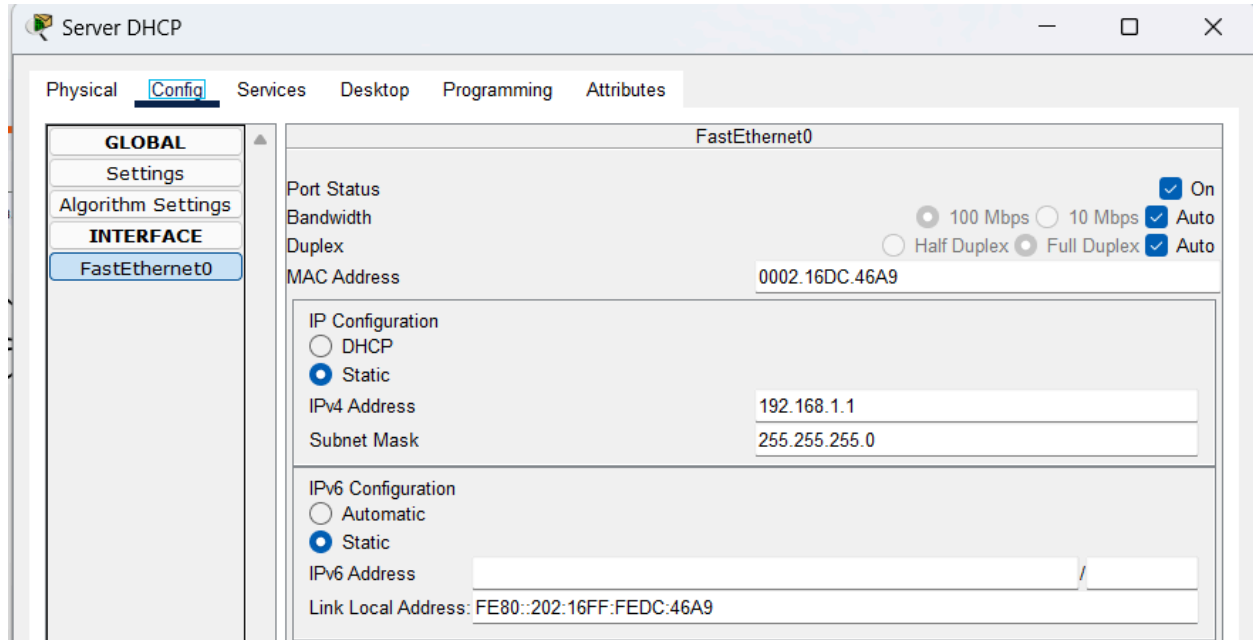 Server DHCP
Physical Config Services Desktop Programming Attributes
GLOBAL
Settings
Algorithm Settings
INTERFACE
FastEthernet0
FastEthernet0
Port Status On
Bandwidth 100 Mbps 10 Mbps Auto
Duplex Half Duplex Full Duplex Auto
MAC Address 0002.16DC.46A9
IP Configuration
DHCP
Static
IPv4 Address 192.168.1.1
Subnet Mask 255.255.255.0
IPv6 Configuration
Automatic
Static
IPv6 Address /
Link Local Address: FE80::202:16FF:FEDC:46A9